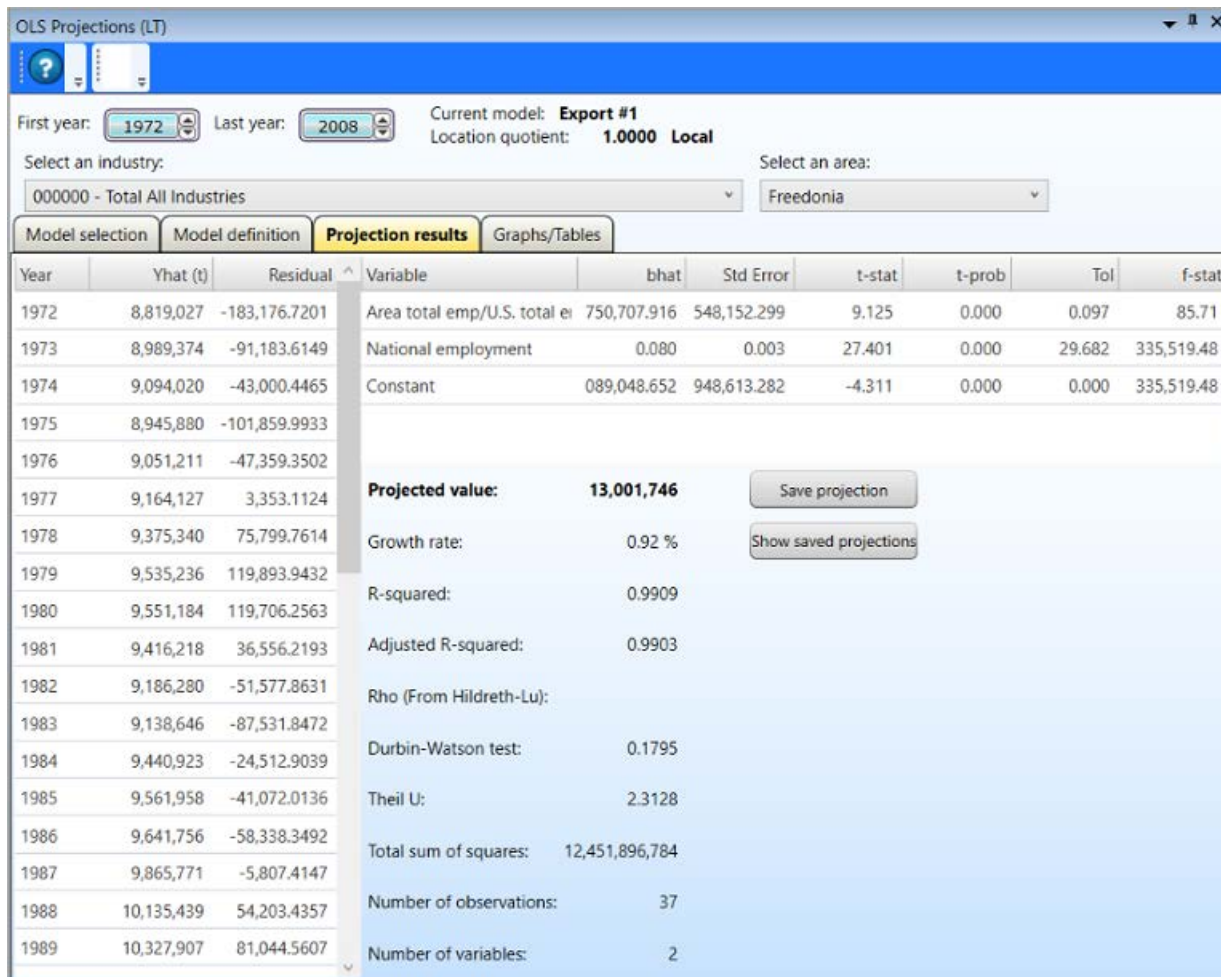 OLS Projections (LT)
?
First year: 1972 Last year: 2008 Current model: Export #1
Location quotient: 1.0000 Local
Select an industry: Select an area:
000000 - Total All Industries Freedonia
Model selection Model definition Projection results Graphs/Tables
Year Yhat (t) Residual Variable bhat Std Error t-stat t-prob Tol f-stat
1972 8,819,027 -183,176.7201 Area total emp/U.S. total 750,707.916 548,152.299 9.125 0.000 0.097 85.71
1973 8,989,374 -91,183.6149 National employment 0.080 0.003 27.401 0.000 29.682 335,519.48
1974 9,094,020 -43,000.4465 Constant 089,048.652 948,613.282 -4.311 0.000 0.000 335,519.48
1975 8,945,880 -101,859.9933
1976 9,051,211 -47,359.3502
1977 9,164,127 3,353.1124 Projected value: 13,001,746 Save projection
1978 9,375,340 75,799.7614 Growth rate: 0.92 % Show saved projections
1979 9,535,236 119,893.9432
R-squared: 0.9909
1980 9,551,184 119,706.2563
1981 9,416,218 36,556.2193 Adjusted R-squared: 0.9903
1982 9,186,280 -51,577.8631 Rho (From Hildreth-Lu):
1983 9,138,646 -87,531.8472
Durbin-Watson test: 0.1795
1984 9,440,923 -24,512.9039
1985 9,561,958 -41,072.0136 Theil U: 2.3128
1986 9,641,756 -58,338.3492
Total sum of squares: 12,451,896,784
1987 9,865,771 -5,807.4147
1988 10,135,439 54,203.4357 Number of observations: 37
1989 10,327,907 81,044.5607 Number of variables: 2